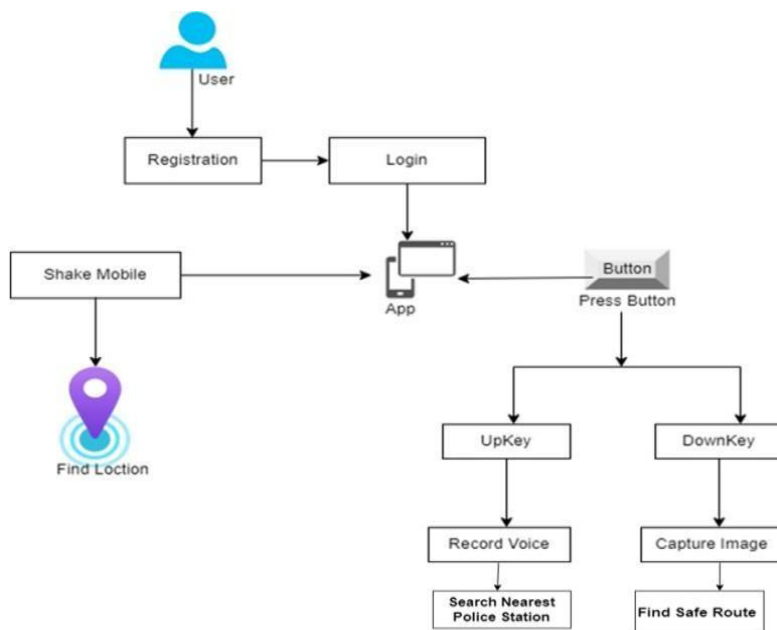 User
Registration
Login
Shake Mobile
App
Button
Press Button
Find Loction
UpKey
DownKey
Record Voice
Capture Image
Search Nearest
Police Station
Find Safe Route